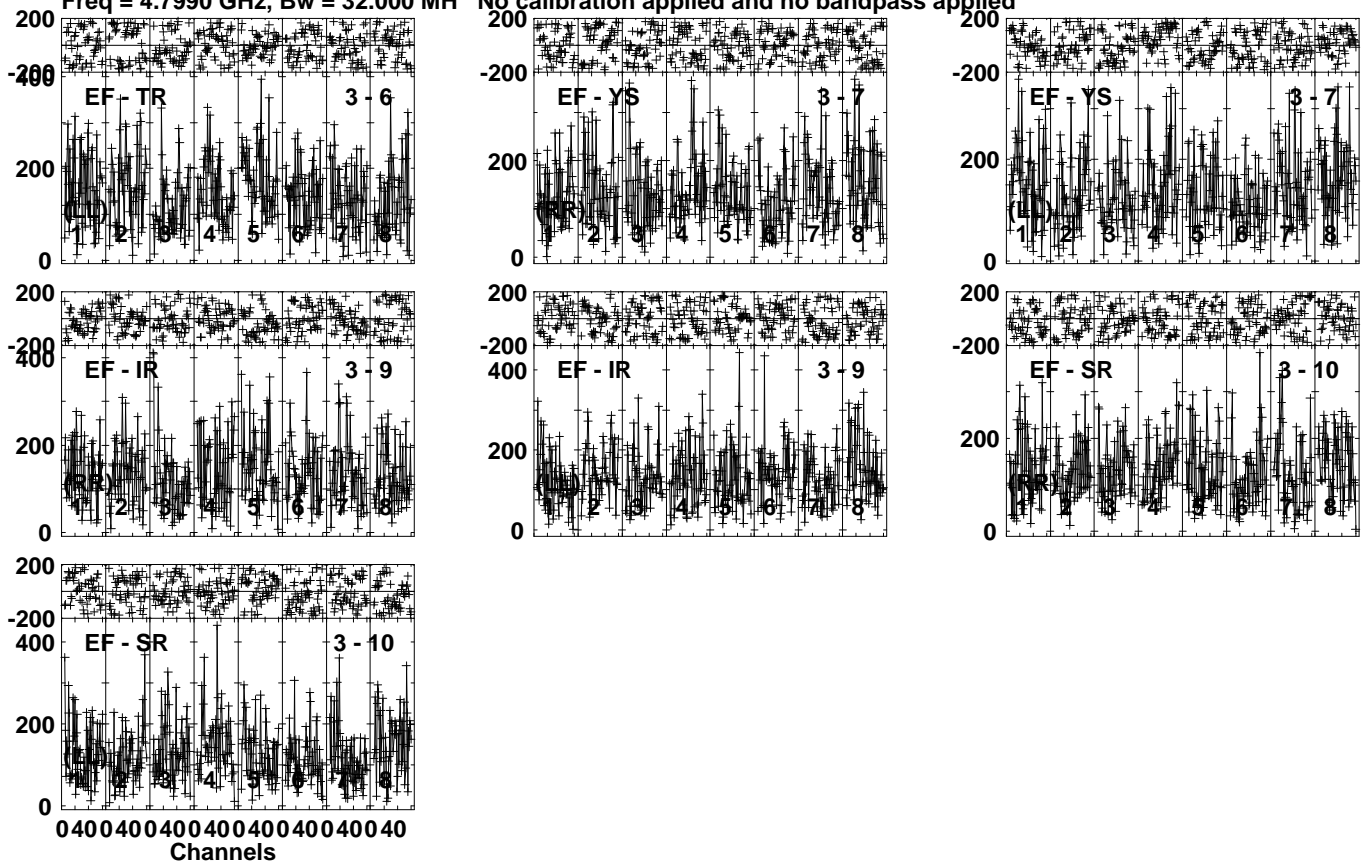 Freq = 4.7990 GHz, Bw = 32.000 MH No calibration applied and no bandpass applied
200
-200
400
200
0
EF - TR 3 - 6
(LL)
1 2 3 4 5 6 7 8
200
-200
200
0
EF - YS 3 - 7
(RR)
1 2 3 4 5 6 7 8
200
-200
200
0
EF - YS 3 - 7
(LL)
1 2 3 4 5 6 7 8
200
-200
400
200
0
EF - IR 3 - 9
(RR)
1 2 3 4 5 6 7 8
200
-200
400
200
0
EF - IR 3 - 9
(LL)
1 2 3 4 5 6 7 8
200
-200
200
0
EF - SR 3 - 10
(RR)
1 2 3 4 5 6 7 8
200
-200
400
200
0
EF - SR 3 - 10
(LL)
1 2 3 4 5 6 7 8
0 40 0 40 0 40 0 40 0 40 0 40 0 40 0 40
Channels